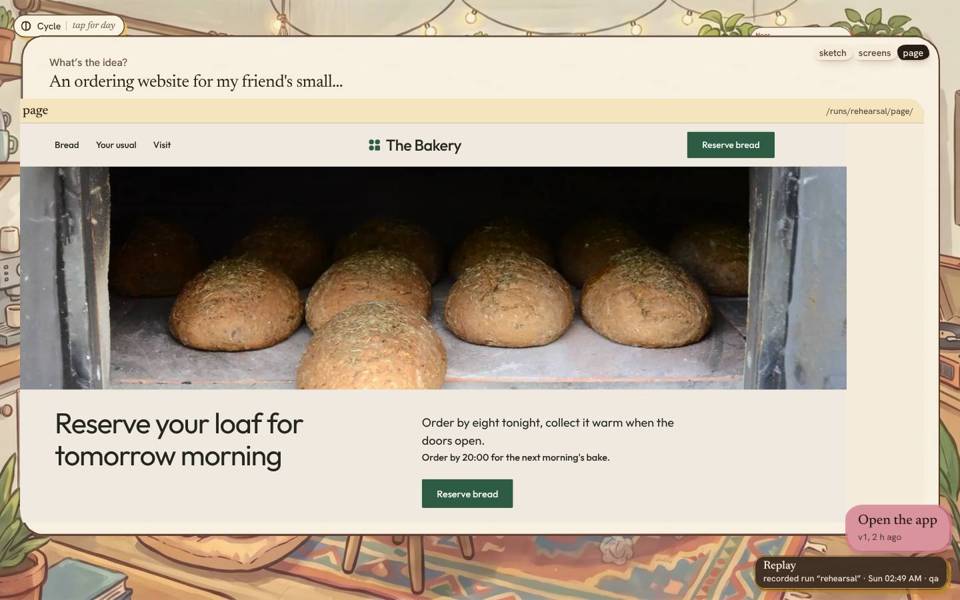 Cycle | tap for day
What's the idea?
An ordering website for my friend's small...
sketch screens page
page
/runs/rehearsal/page/
Bread Your usual Visit
The Bakery
Reserve bread
Reserve your loaf for
tomorrow morning
Order by eight tonight, collect it warm when the
doors open.
Order by 20:00 for the next morning's bake.
Reserve bread
Open the app
v1, 2 h ago
Replay
recorded run "rehearsal" · Sun 02:49 AM · qa